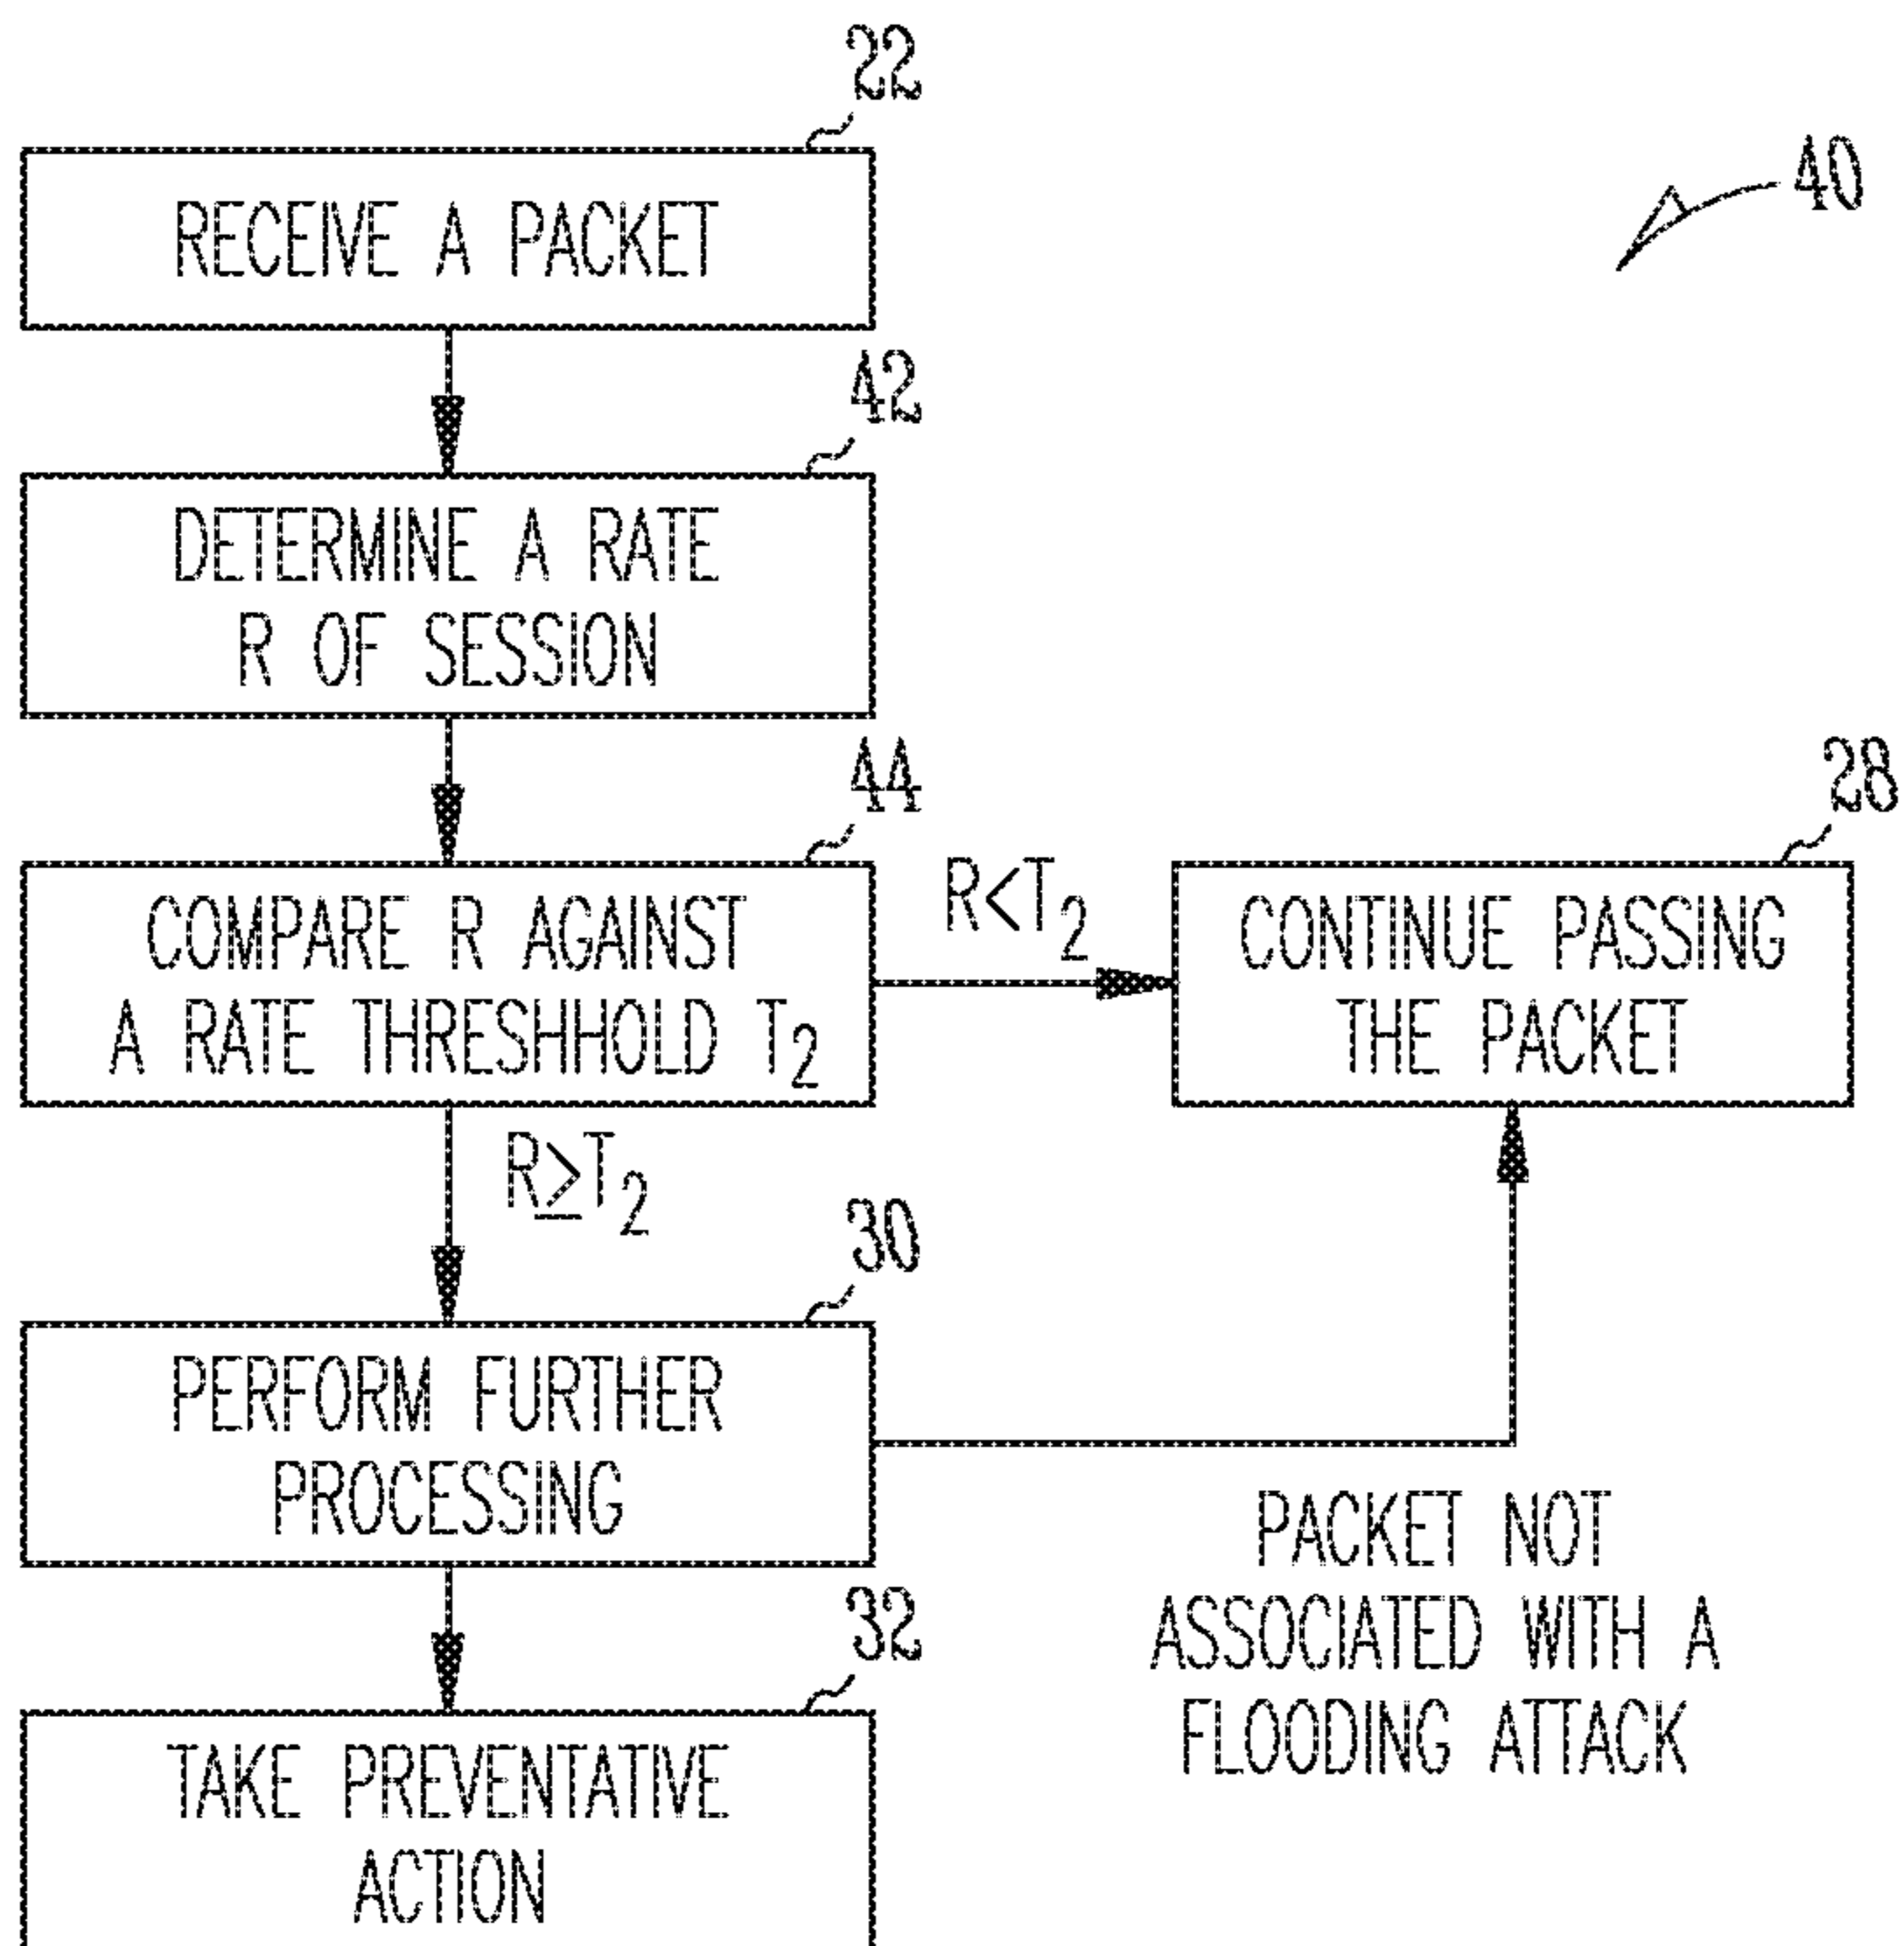 22
40
RECEIVE A PACKET
42
DETERMINE A RATE
R OF SESSION
44
28
R<T2
COMPARE R AGAINST
A RATE THRESHHOLD T2
CONTINUE PASSING
THE PACKET
R≥T2
30
PERFORM FURTHER
PROCESSING
PACKET NOT
ASSOCIATED WITH A
FLOODING ATTACK
32
TAKE PREVENTATIVE
ACTION